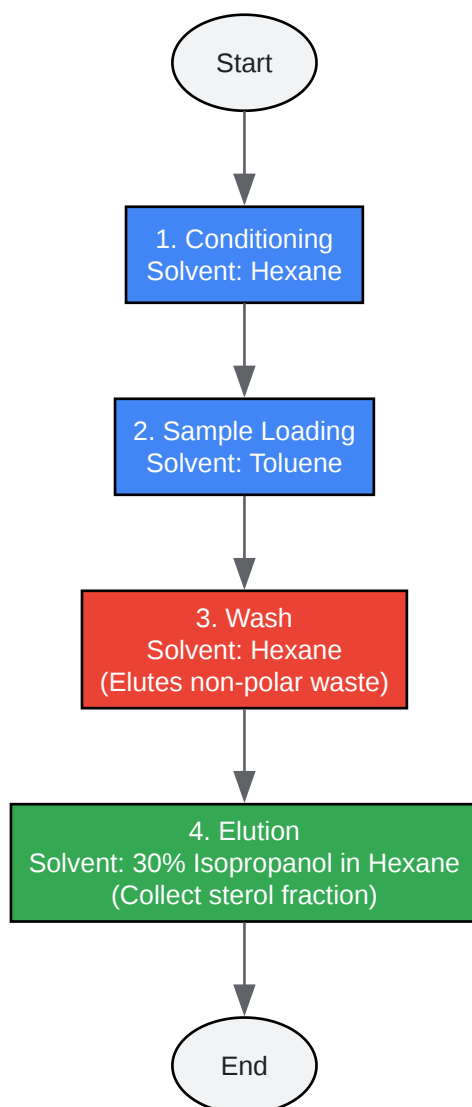 Start
1. Conditioning
Solvent: Hexane
2. Sample Loading
Solvent: Toluene
3. Wash
Solvent: Hexane
(Elutes non-polar waste)
4. Elution
Solvent: 30% Isopropanol in Hexane
(Collect sterol fraction)
End